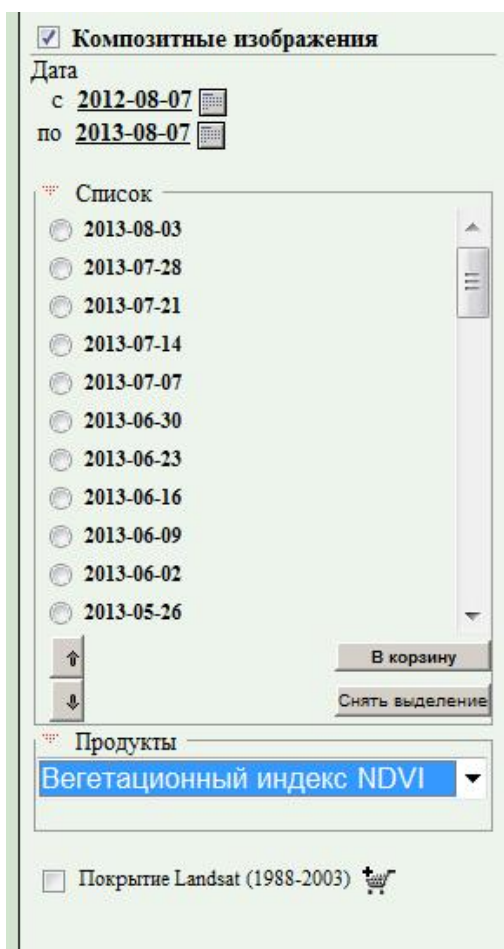 Композитные изображения
Дата
с 2012-08-07
по 2013-08-07
Список
2013-08-03
2013-07-28
2013-07-21
2013-07-14
2013-07-07
2013-06-30
2013-06-23
2013-06-16
2013-06-09
2013-06-02
2013-05-26
В корзину
Снять выделение
Продукты
Вегетационный индекс NDVI
Покрытие Landsat (1988-2003)